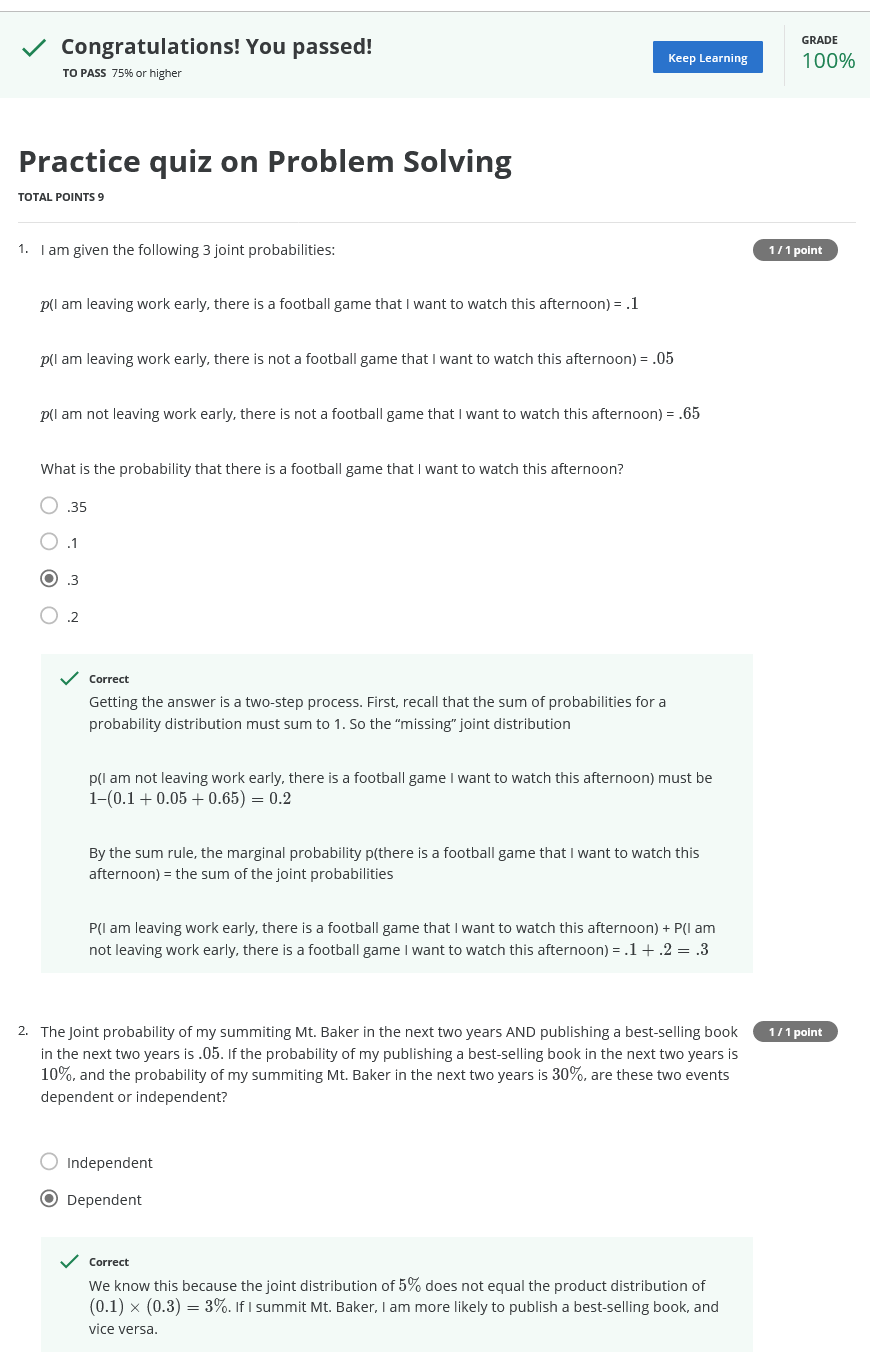 Congratulations! You passed!
TO PASS 75% or higher
Keep Learning
GRADE
100%
Practice quiz on Problem Solving
TOTAL POINTS 9
1. I am given the following 3 joint probabilities:
1 / 1 point
p(I am leaving work early, there is a football game that I want to watch this afternoon) = .1
p(I am leaving work early, there is not a football game that I want to watch this afternoon) = .05
p(I am not leaving work early, there is not a football game that I want to watch this afternoon) = .65
What is the probability that there is a football game that I want to watch this afternoon?
.35
.1
.3
.2
Correct
Getting the answer is a two-step process. First, recall that the sum of probabilities for a
probability distribution must sum to 1. So the “missing” joint distribution
p(I am not leaving work early, there is a football game I want to watch this afternoon) must be
1–(0.1 + 0.05 + 0.65) = 0.2
By the sum rule, the marginal probability p(there is a football game that I want to watch this
afternoon) = the sum of the joint probabilities
P(I am leaving work early, there is a football game that I want to watch this afternoon) + P(I am
not leaving work early, there is a football game I want to watch this afternoon) = .1 + .2 = .3
2. The Joint probability of my summiting Mt. Baker in the next two years AND publishing a best-selling book
1 / 1 point
in the next two years is .05. If the probability of my publishing a best-selling book in the next two years is
10%, and the probability of my summiting Mt. Baker in the next two years is 30%, are these two events
dependent or independent?
Independent
Dependent
Correct
We know this because the joint distribution of 5% does not equal the product distribution of
(0.1) × (0.3) = 3%. If I summit Mt. Baker, I am more likely to publish a best-selling book, and
vice versa.